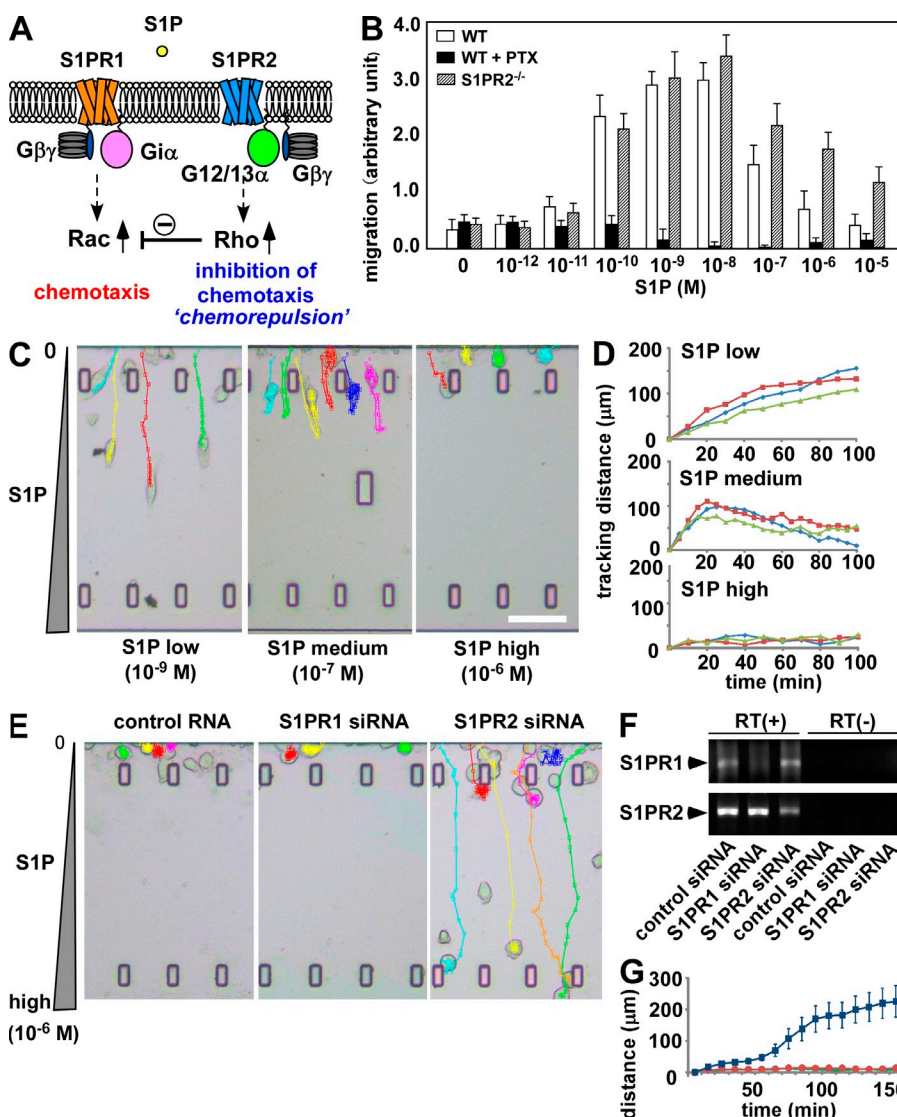 A
S1P
S1PR1
S1PR2
Gβγ
Giα
G12/13α
Gβγ
Rac
Rho
chemotaxis
inhibition of
chemotaxis
'chemorepulsion'
B
WT
WT + PTX
S1PR2-/-
migration (arbitrary unit)
4.0
3.0
2.0
1.0
0.0
0 10-12 10-11 10-10 10-9 10-8 10-7 10-6 10-5
S1P (M)
C
0
S1P
S1P low
(10-9 M)
S1P medium
(10-7 M)
S1P high
(10-6 M)
D
tracking distance (μm)
S1P low
200
100
0
20 40 60 80 100
S1P medium
200
100
0
20 40 60 80 100
S1P high
200
100
0
20 40 60 80 100
time (min)
E
control RNA
S1PR1 siRNA
S1PR2 siRNA
0
S1P
high
(10-6 M)
F
RT(+) RT(-)
S1PR1
S1PR2
control siRNA
S1PR1 siRNA
S1PR2 siRNA
control siRNA
S1PR1 siRNA
S1PR2 siRNA
G
distance (μm)
300
200
100
0
50 100 150
time (min)